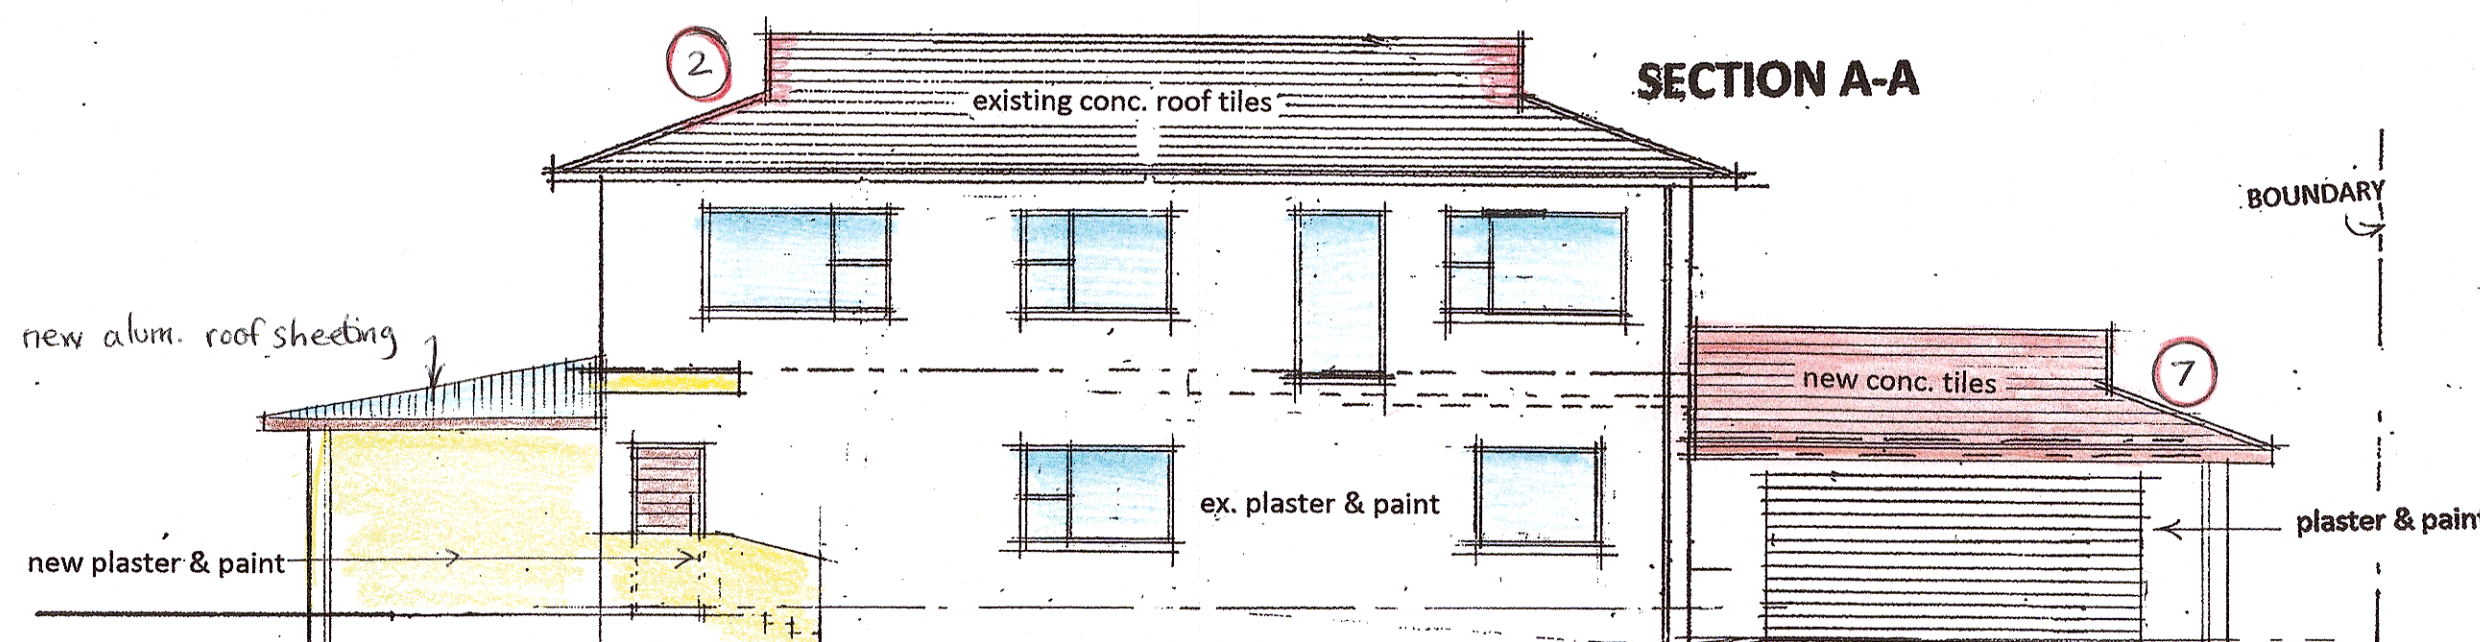 2
existing conc. roof tiles
SECTION A-A
BOUNDARY
new alum. roof sheeting
new conc. tiles
7
ex. plaster & paint
new plaster & paint
plaster & paint